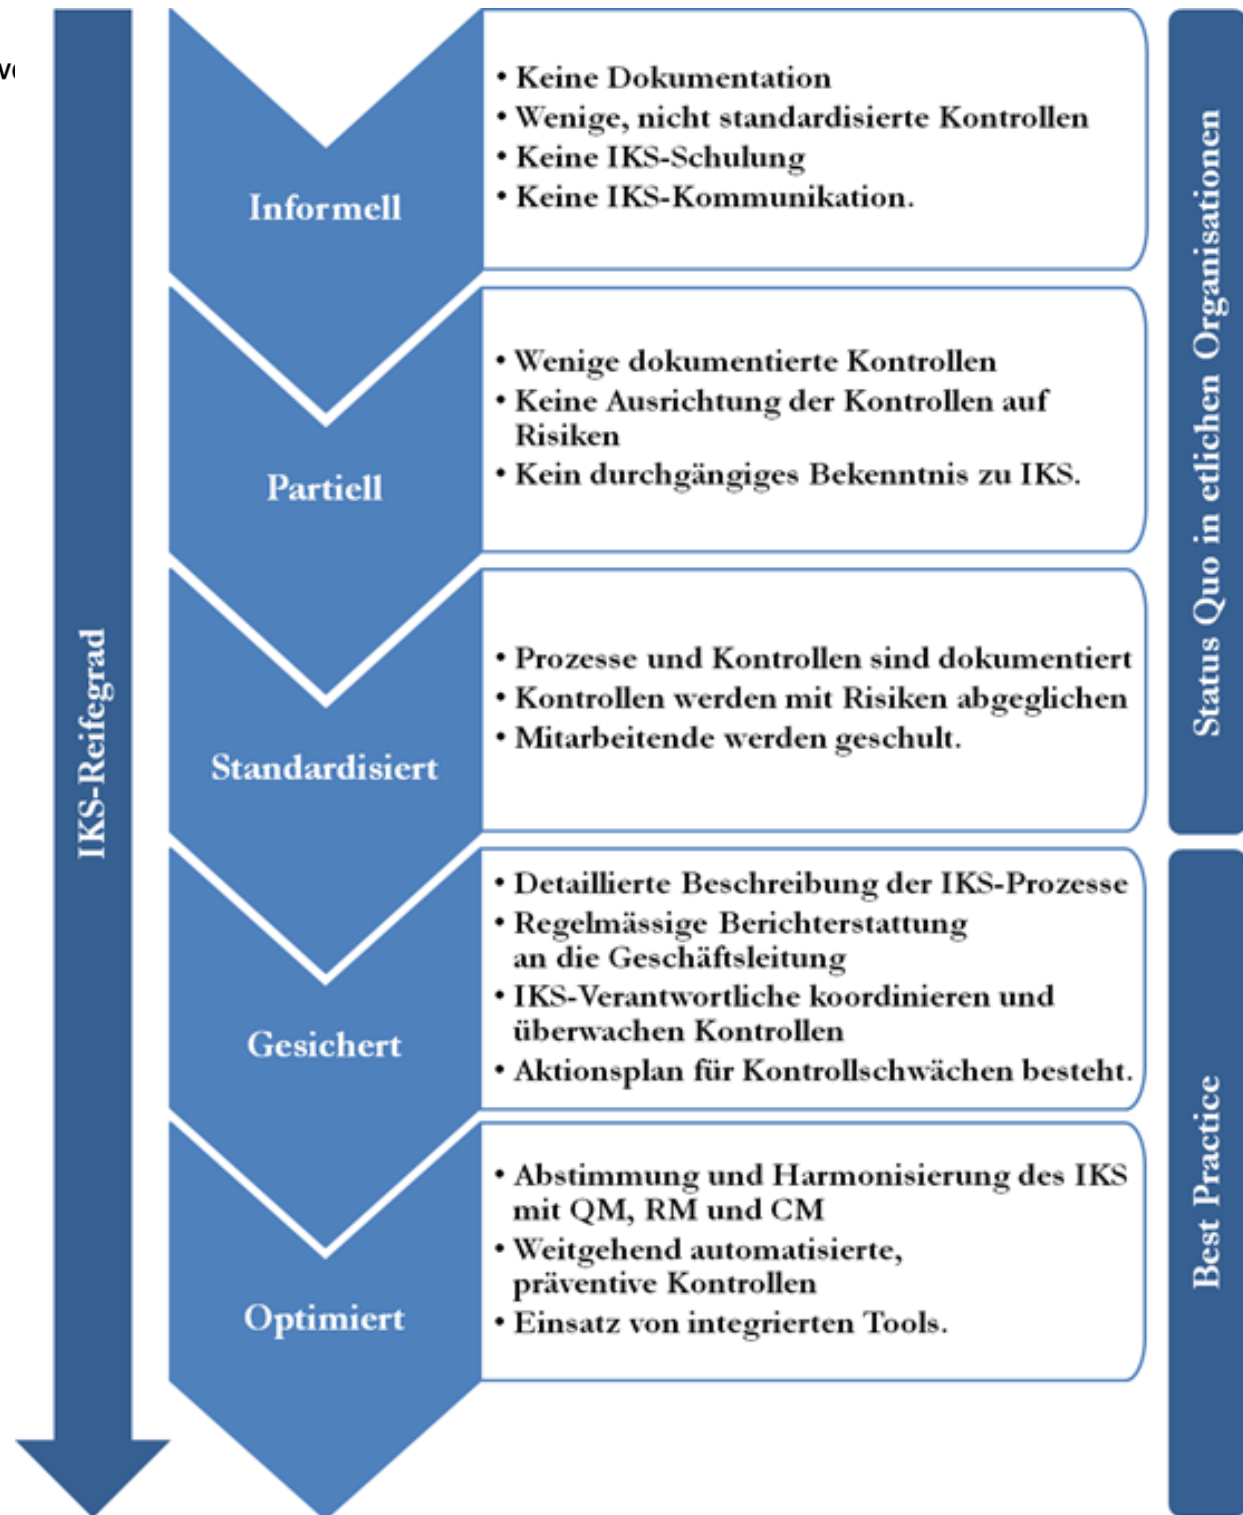 • Keine Dokumentation
• Wenige, nicht standardisierte Kontrollen
• Keine IKS-Schulung
• Keine IKS-Kommunikation.
Informell
• Wenige dokumentierte Kontrollen
• Keine Ausrichtung der Kontrollen auf
Risiken
• Kein durchgängiges Bekenntnis zu IKS.
Partiell
• Prozesse und Kontrollen sind dokumentiert
• Kontrollen werden mit Risiken abgeglichen
• Mitarbeitende werden geschult.
Standardisiert
• Detaillierte Beschreibung der IKS-Prozesse
• Regelmässige Berichterstattung
an die Geschäftsleitung
• IKS-Verantwortliche koordinieren und
überwachen Kontrollen
• Aktionsplan für Kontrollschwächen besteht.
Gesichert
• Abstimmung und Harmonisierung des IKS
mit QM, RM und CM
• Weitgehend automatisierte,
präventive Kontrollen
• Einsatz von integrierten Tools.
Optimiert
IKS-Reifegrad
Status Quo in etlichen Organisationen
Best Practice